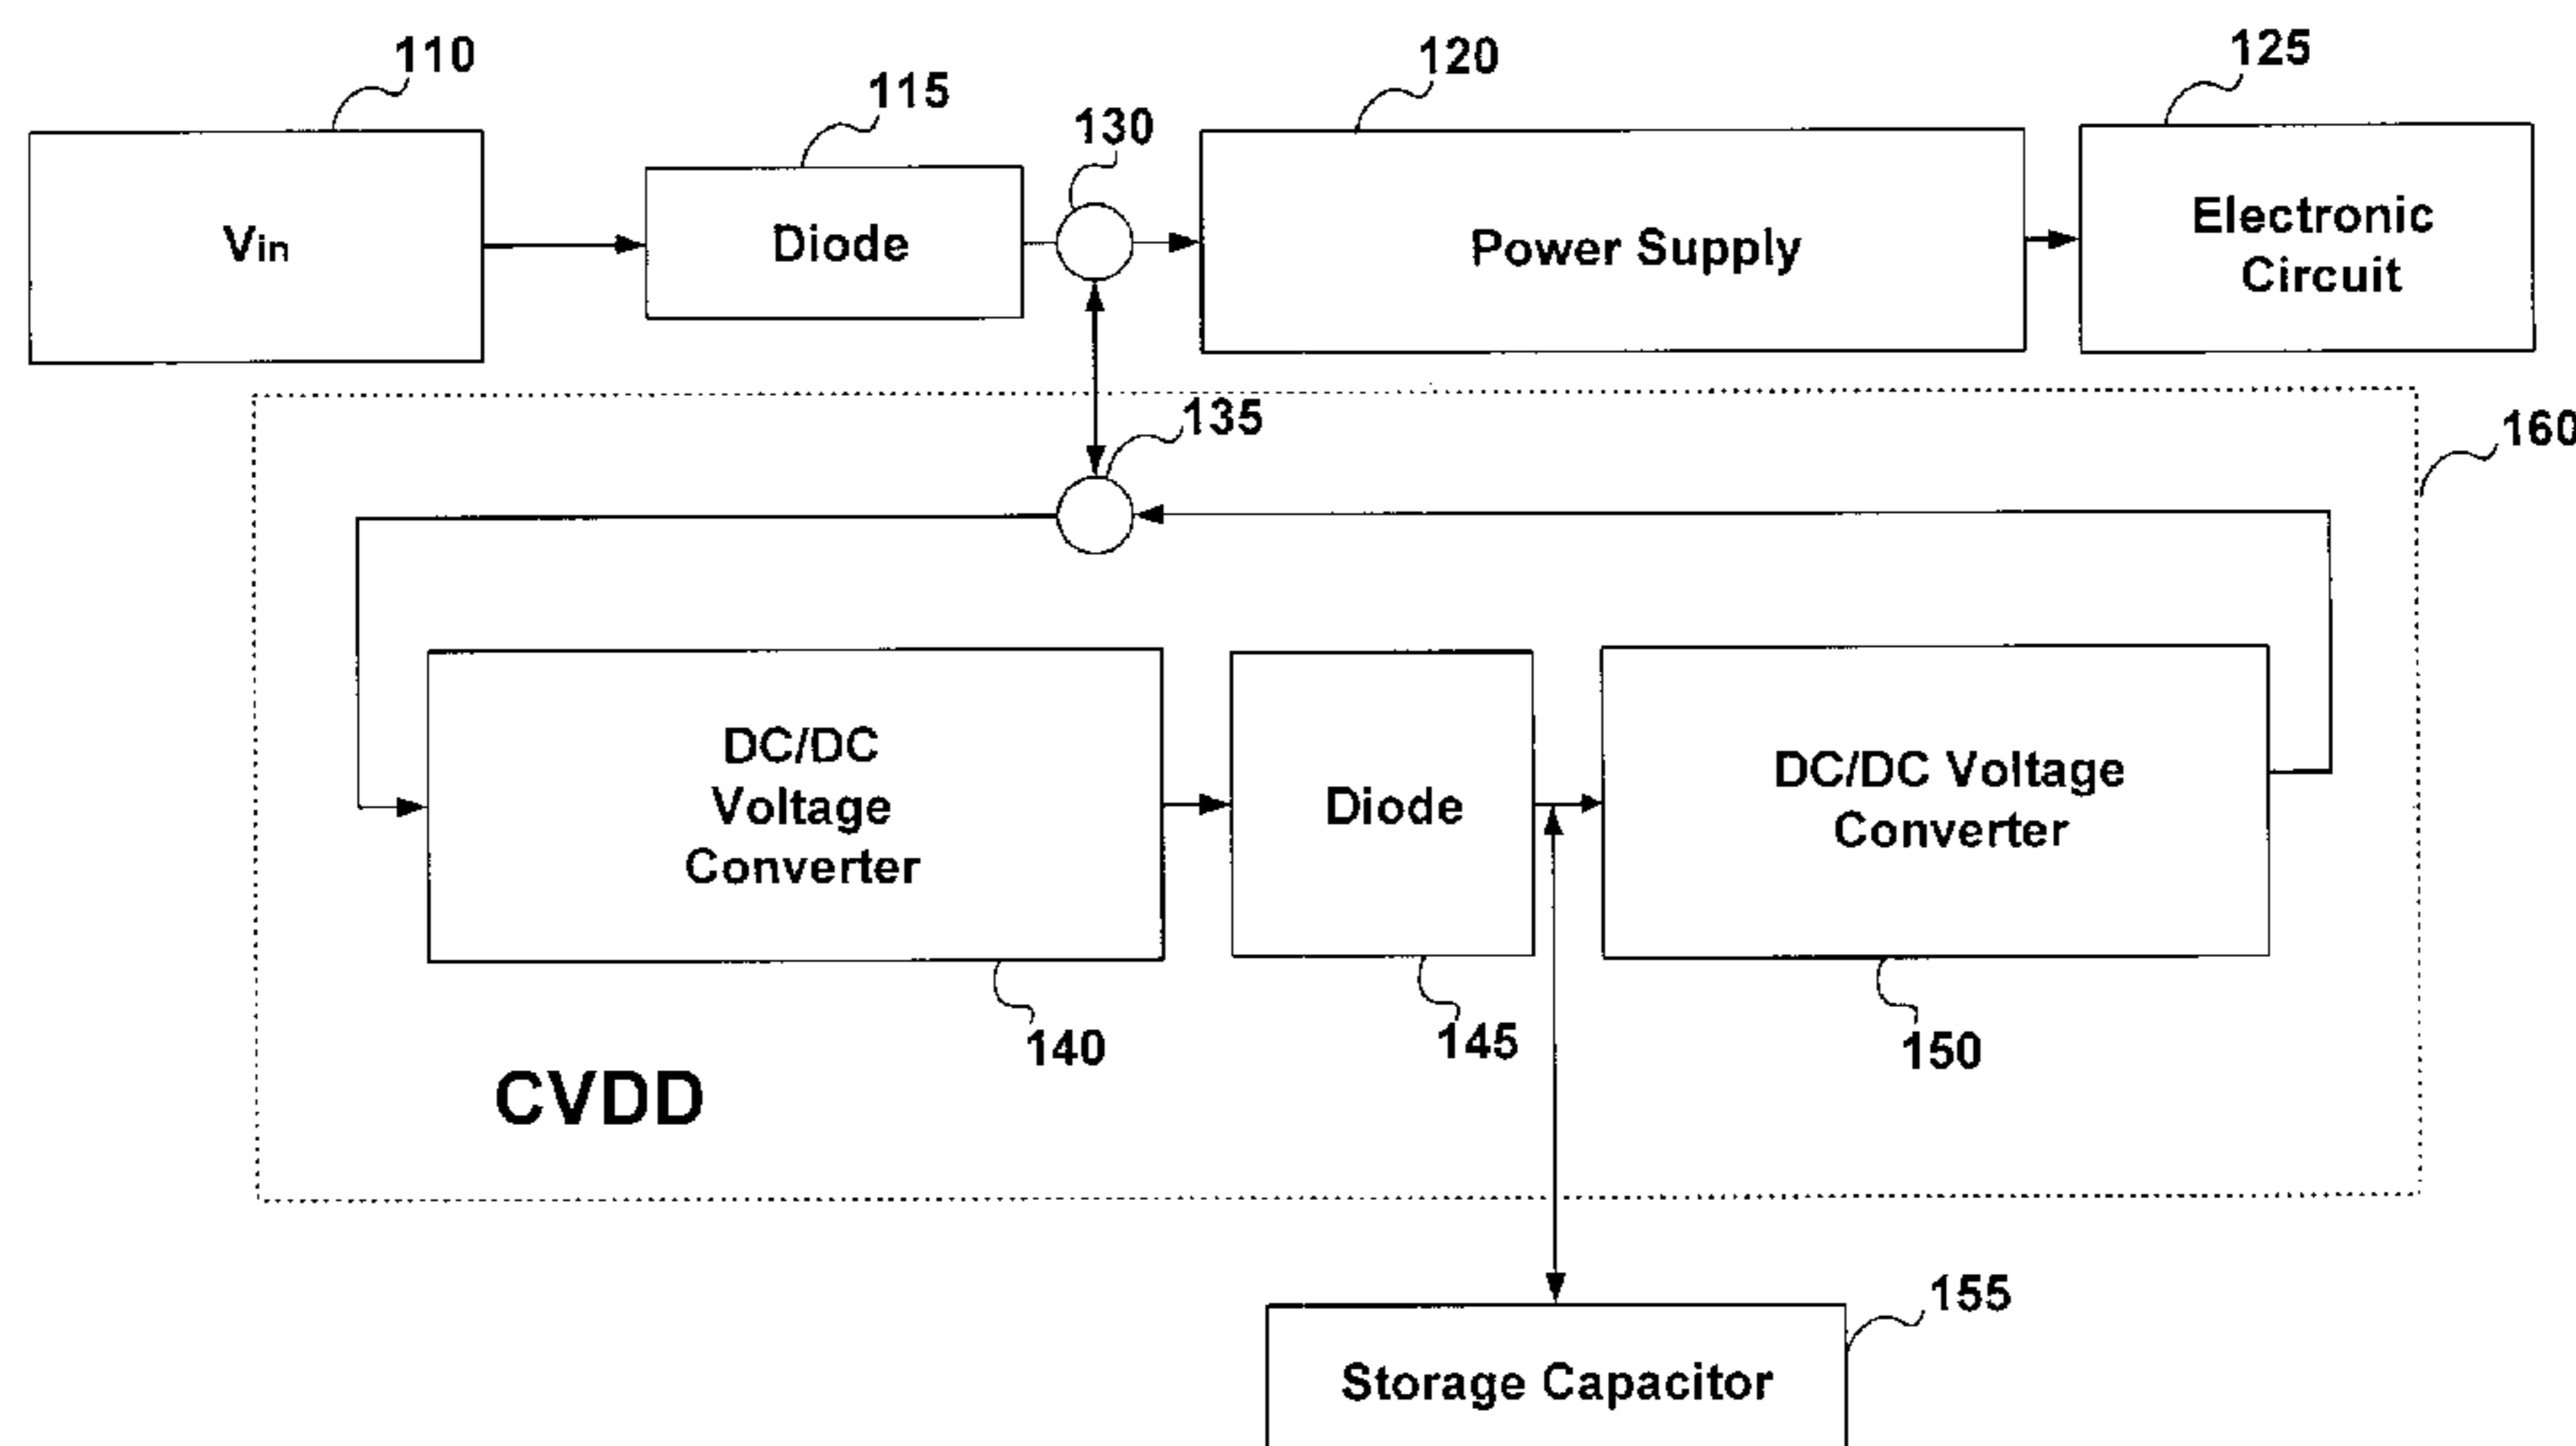 110
115
130
120
125
Vin
Diode
Power Supply
Electronic
Circuit
135
160
DC/DC
Voltage
Converter
Diode
DC/DC Voltage
Converter
140
145
150
CVDD
155
Storage Capacitor